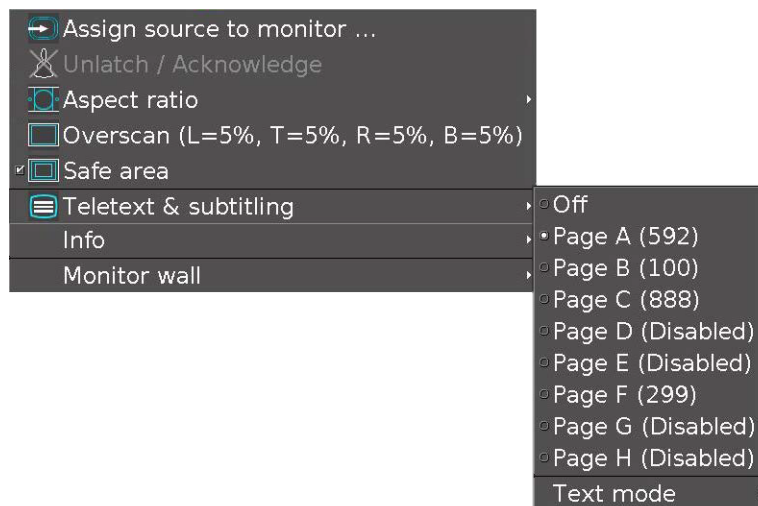 Assign source to monitor ...
Unlatch / Acknowledge
Aspect ratio
Overscan (L=5%, T=5%, R=5%, B=5%)
Safe area
Teletext & subtitling
Info
Monitor wall
Off
Page A (592)
Page B (100)
Page C (888)
Page D (Disabled)
Page E (Disabled)
Page F (299)
Page G (Disabled)
Page H (Disabled)
Text mode